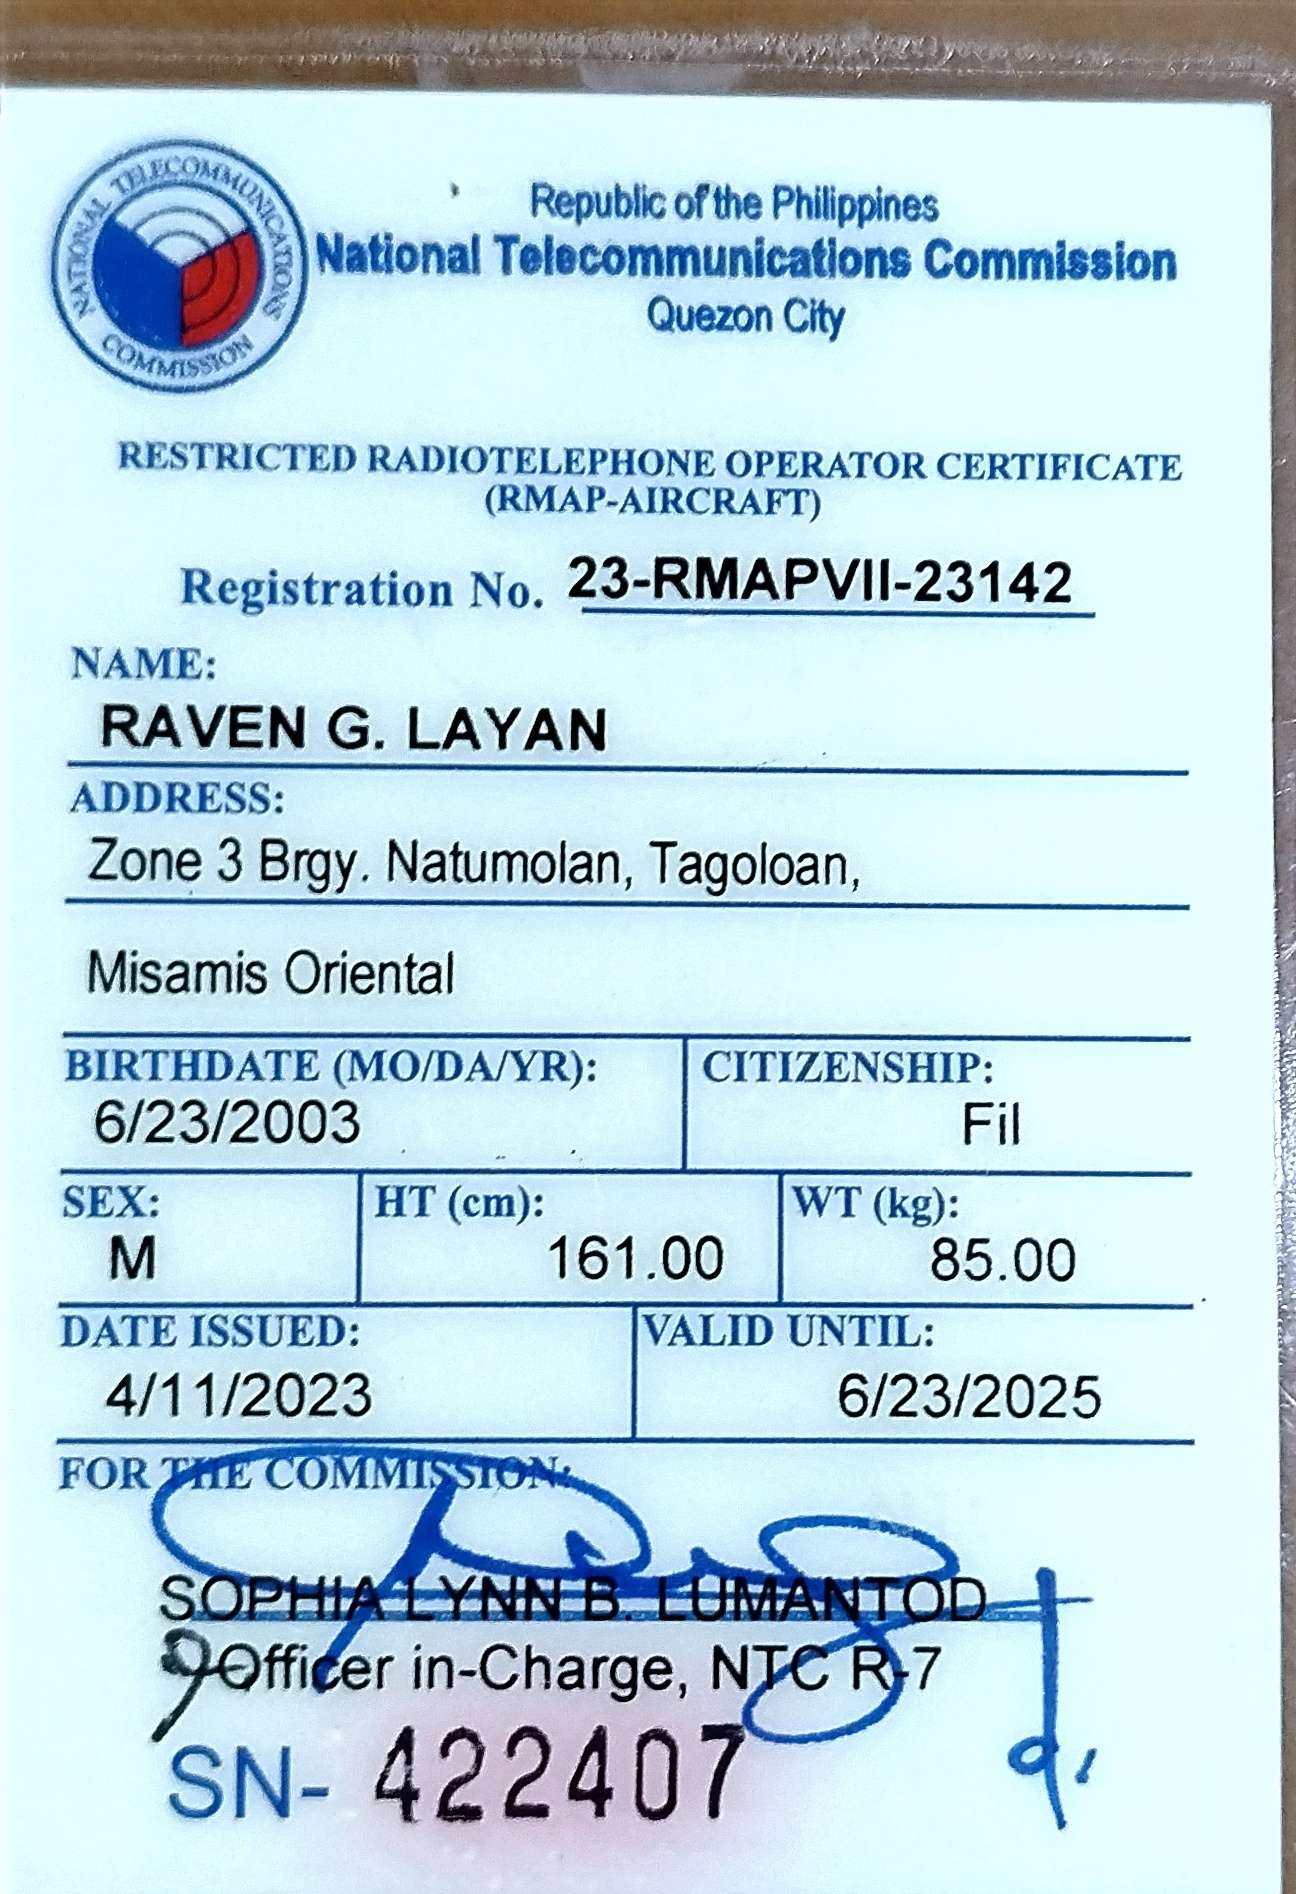 NATIONAL TELECOMMUNICATIONS COMMISSION
Republic of the Philippines
National Telecommunications Commission
Quezon City
RESTRICTED RADIOTELEPHONE OPERATOR CERTIFICATE
(RMAP-AIRCRAFT)
Registration No. 23-RMAPVII-23142
NAME:
RAVEN G. LAYAN
ADDRESS:
Zone 3 Brgy. Natumolan, Tagoloan,
Misamis Oriental
BIRTHDATE (MO/DA/YR): CITIZENSHIP:
6/23/2003 Fil
SEX: HT (cm): WT (kg):
M 161.00 85.00
DATE ISSUED: VALID UNTIL:
4/11/2023 6/23/2025
FOR THE COMMISSION:
SOPHIA LYNN B. LUMANTOD
Officer in-Charge, NTC R-7
SN- 422407